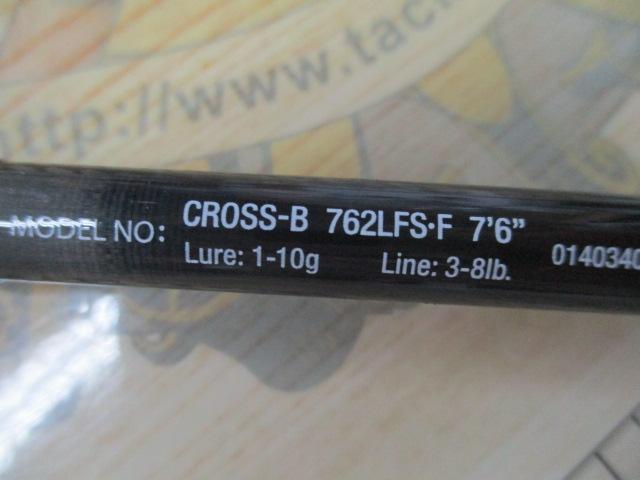 http://www.tac
MODEL NO: CROSS-B 762LFS·F 7'6"
Lure: 1-10g Line: 3-8lb. 0140340